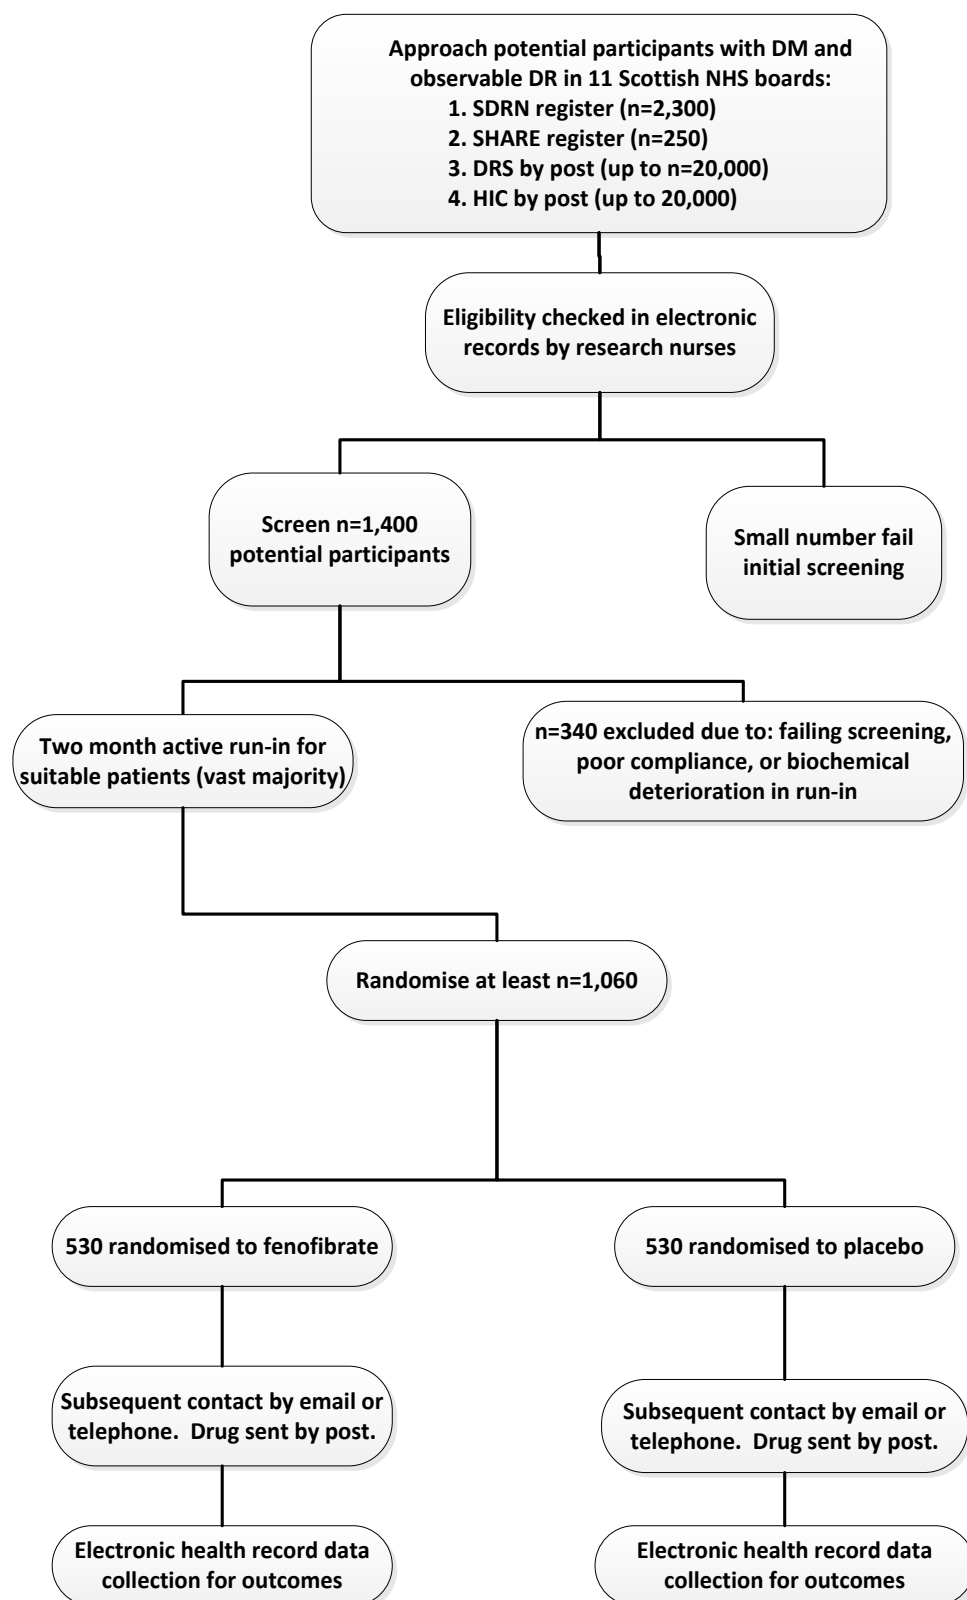 Approach potential participants with DM and
observable DR in 11 Scottish NHS boards:
1. SDRN register (n=2,300)
2. SHARE register (n=250)
3. DRS by post (up to n=20,000)
4. HIC by post (up to 20,000)
Eligibility checked in electronic
records by research nurses
Screen n=1,400
potential participants
Small number fail
initial screening
Two month active run-in for
suitable patients (vast majority)
n=340 excluded due to: failing screening,
poor compliance, or biochemical
deterioration in run-in
Randomise at least n=1,060
530 randomised to fenofibrate
530 randomised to placebo
Subsequent contact by email or
telephone.  Drug sent by post.
Subsequent contact by email or
telephone.  Drug sent by post.
Electronic health record data
collection for outcomes
Electronic health record data
collection for outcomes